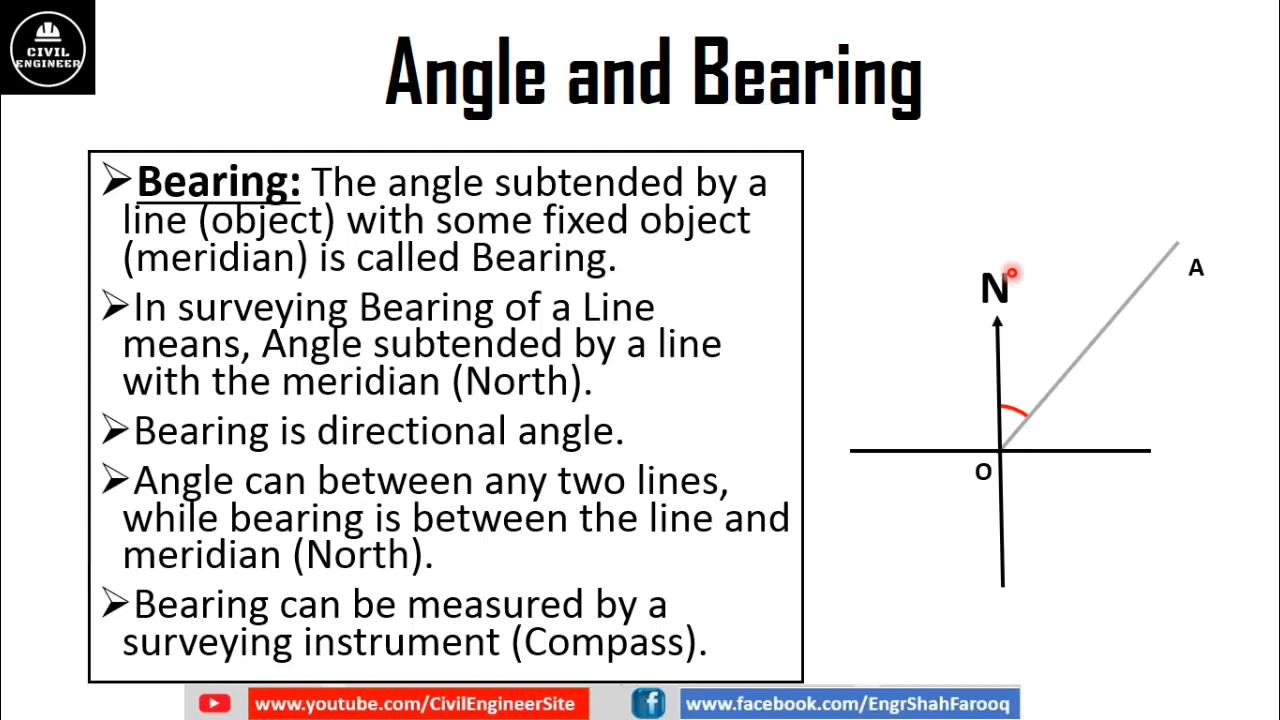 CIVIL
ENGINEER
Angle and Bearing
Bearing: The angle subtended by a
line (object) with some fixed object
(meridian) is called Bearing.
In surveying Bearing of a Line
means, Angle subtended by a line
with the meridian (North).
Bearing is directional angle.
Angle can between any two lines,
while bearing is between the line and
meridian (North).
Bearing can be measured by a
surveying instrument (Compass).
N
A
O
www.youtube.com/CivilEngineerSite
www.facebook.com/EngrShahFarooq